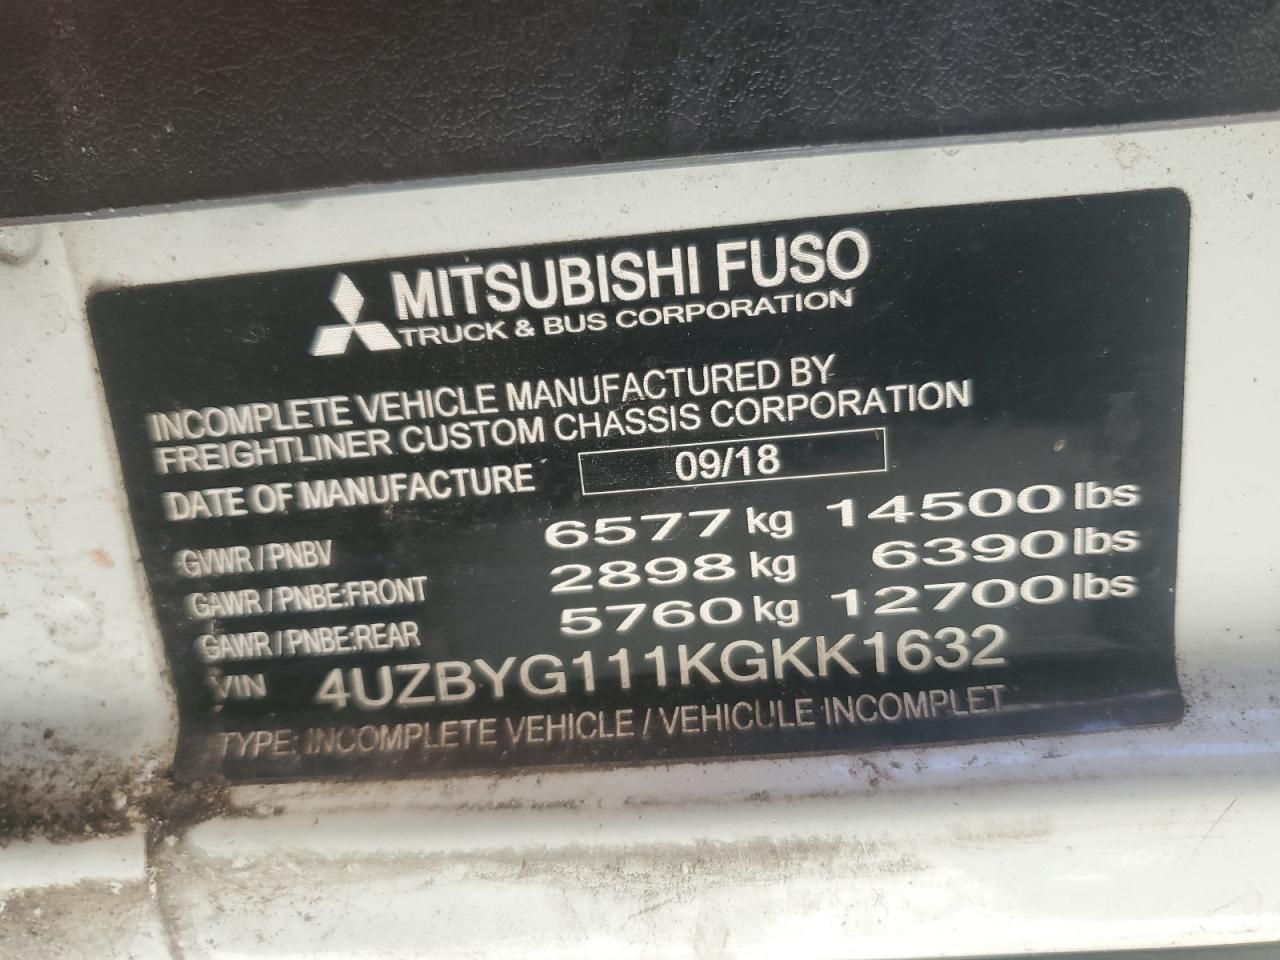 MITSUBISHI FUSO
TRUCK & BUS CORPORATION
INCOMPLETE VEHICLE MANUFACTURED BY
FREIGHTLINER CUSTOM CHASSIS CORPORATION
DATE OF MANUFACTURE 09/18
GVWR/PNBV 6577 kg 14500 lbs
GAWR/PNBE:FRONT 2898 kg 6390 lbs
GAWR/PNBE:REAR 5760 kg 12700 lbs
VIN 4UZBYG111KGKK1632
TYPE: INCOMPLETE VEHICLE / VEHICULE INCOMPLET